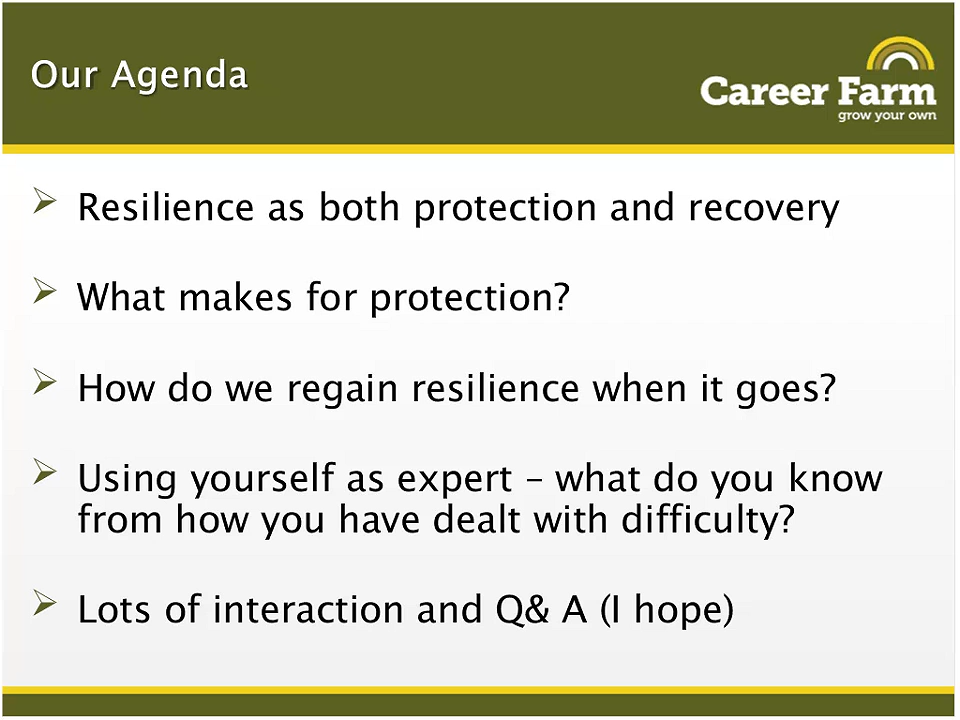 Our Agenda
Career Farm
grow your own
Resilience as both protection and recovery
What makes for protection?
How do we regain resilience when it goes?
Using yourself as expert – what do you know
from how you have dealt with difficulty?
Lots of interaction and Q& A (I hope)